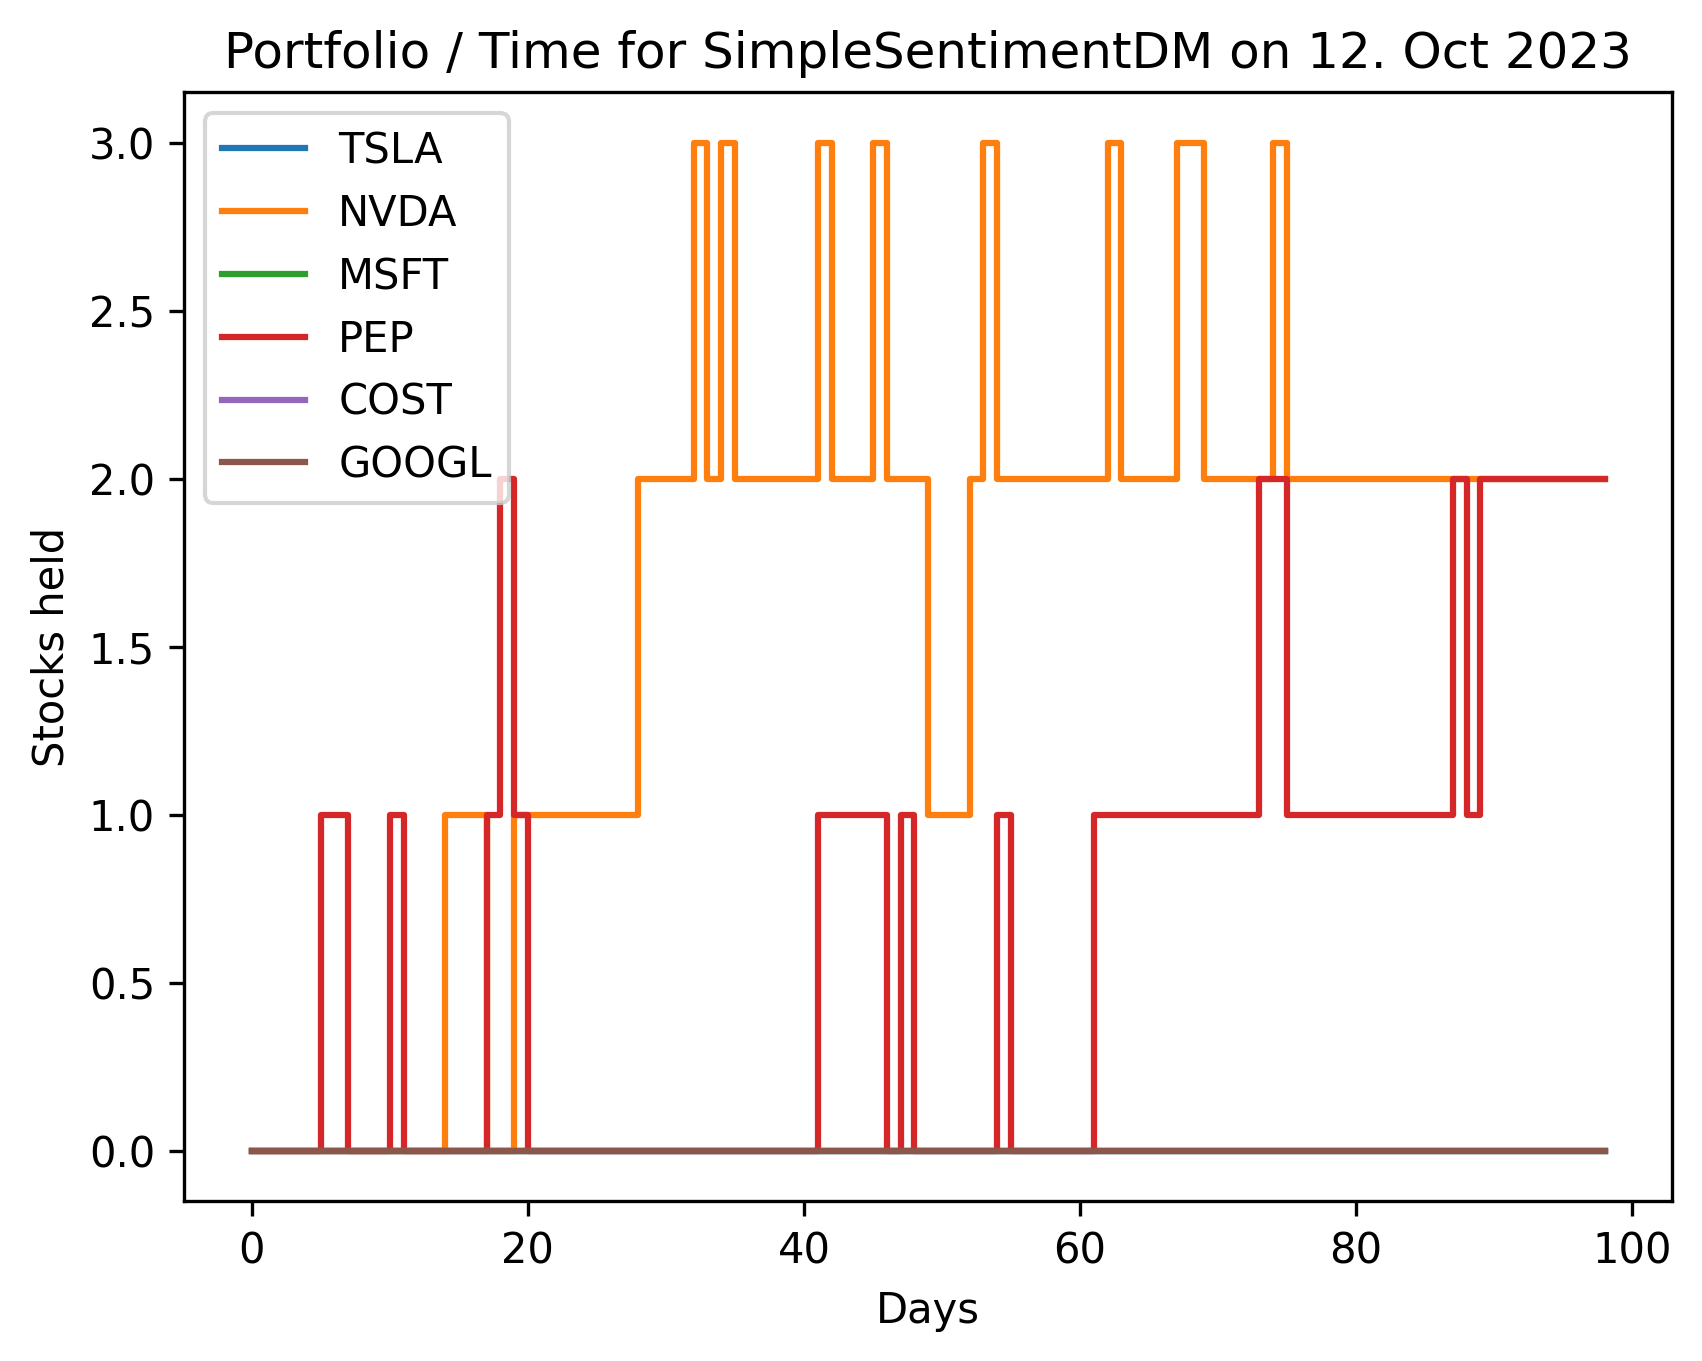 Portfolio / Time for SimpleSentimentDM on 12. Oct 2023
TSLA
NVDA
MSFT
PEP
COST
GOOGL
Stocks held
3.0
2.5
2.0
1.5
1.0
0.5
0.0
0 20 40 60 80 100
Days